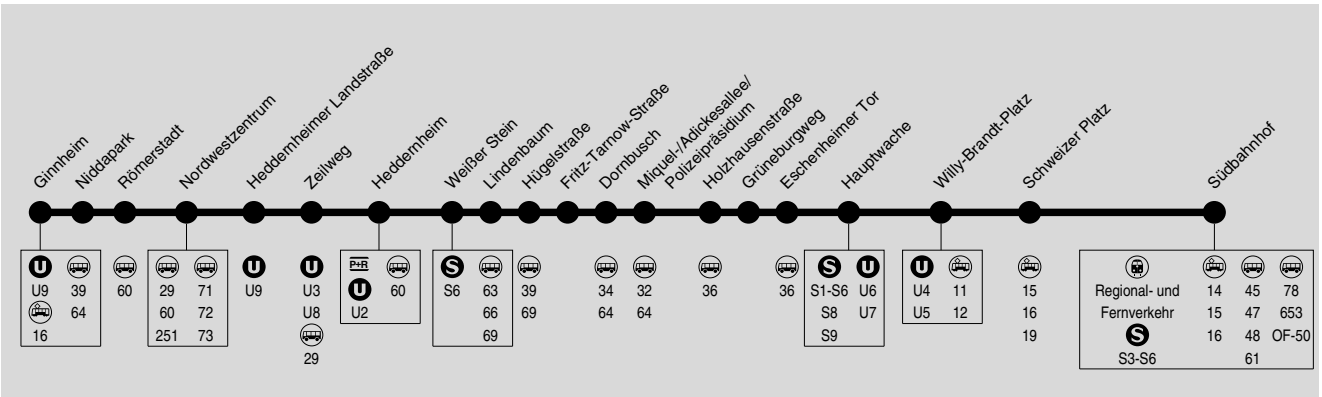 Ginnheim
Niddapark
Römerstadt
Nordwestzentrum
Heddernheimer Landstraße
Zeilweg
Heddernheim
Weißer Stein
Lindenbaum
Hügelstraße
Fritz-Tarnow-Straße
Dornbusch
Miquel-/Adickesallee/
Polizeipräsidium
Holzhausenstraße
Grüneburgweg
Eschenheimer Tor
Hauptwache
Willy-Brandt-Platz
Schweizer Platz
Südbahnhof
U
U9 39
64
16
60
29 71
60 72
251 73
U
U9
U
U3
U8
29
P+R
60
U
U2
S
S6 63
66
69
39
69
34
64
32
64
36
36
S U
S1-S6 U6
S8 U7
S9
U
U4 11
U5 12
15
16
19
Regional- und 14 45 78
Fernverkehr 15 47 653
S 16 48 OF-50
S3-S6 61